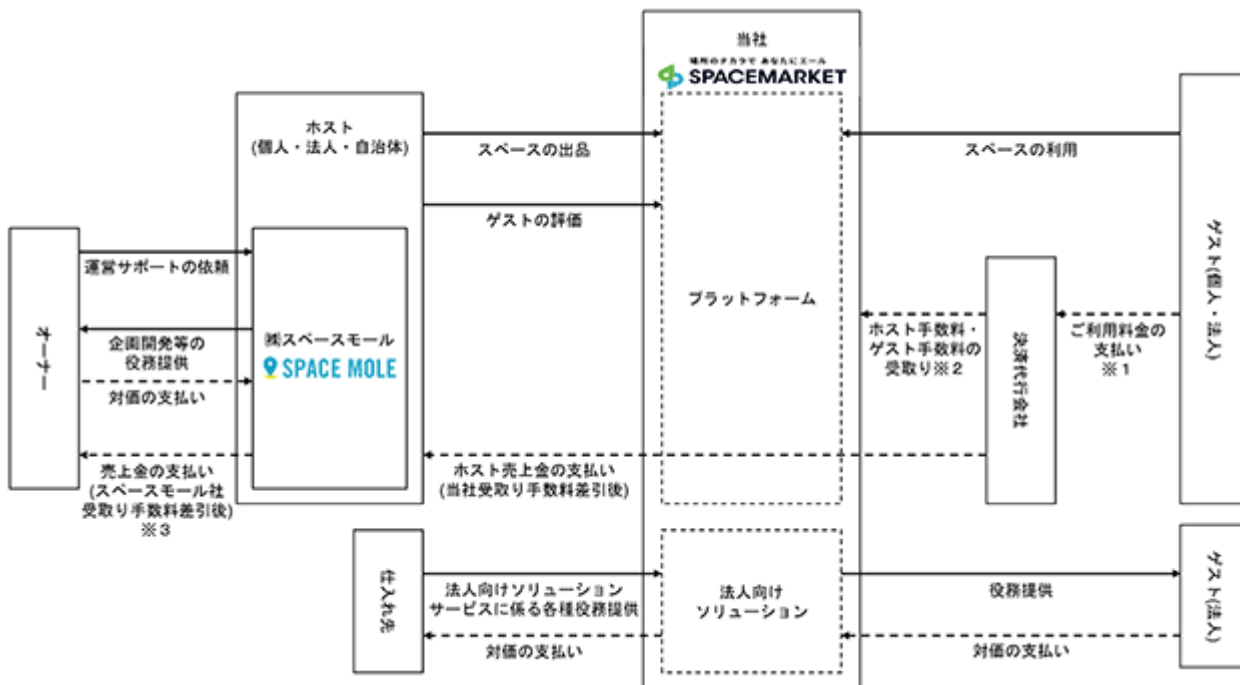 当社
場所のチカラで あなたにエール
SPACEMARKET
ホスト
(個人・法人・自治体)
スペースの出品
スペースの利用
ゲストの評価
運営サポートの依頼
オーナー
企画開発等の
役務提供
対価の支払い
㈱スペースモール
SPACE MOLE
プラットフォーム
ホスト手数料・
ゲスト手数料の
受取り※2
決済代行会社
ご利用料金の
支払い
※1
ゲスト(個人・法人)
売上金の支払い
(スペースモール社
受取り手数料差引後)
※3
ホスト売上金の支払い
(当社受取り手数料差引後)
仕入れ先
法人向けソリューション
サービスに係る各種役務提供
対価の支払い
法人向け
ソリューション
役務提供
対価の支払い
ゲスト(法人)